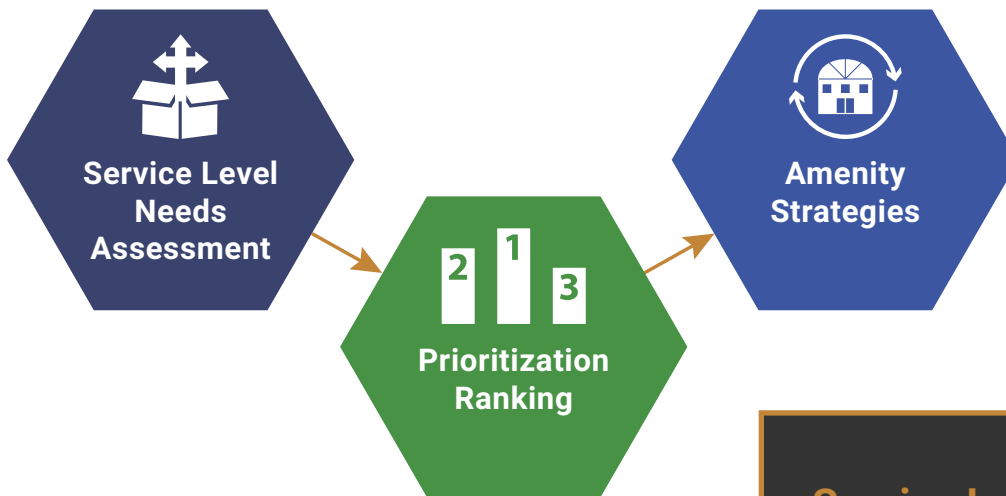 Service Level
Needs
Assessment
Amenity
Strategies
2
1
3
Prioritization
Ranking